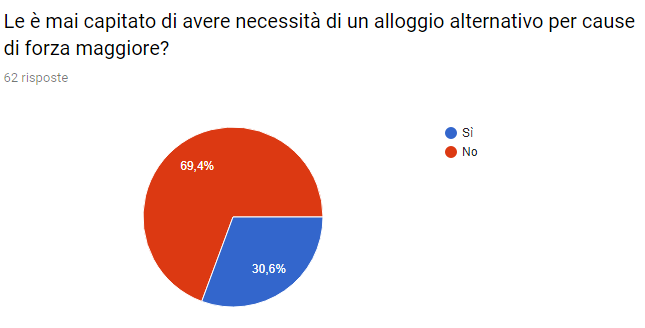 Le è mai capitato di avere necessità di un alloggio alternativo per cause
di forza maggiore?
62 risposte
Sì
No
69,4%
30,6%